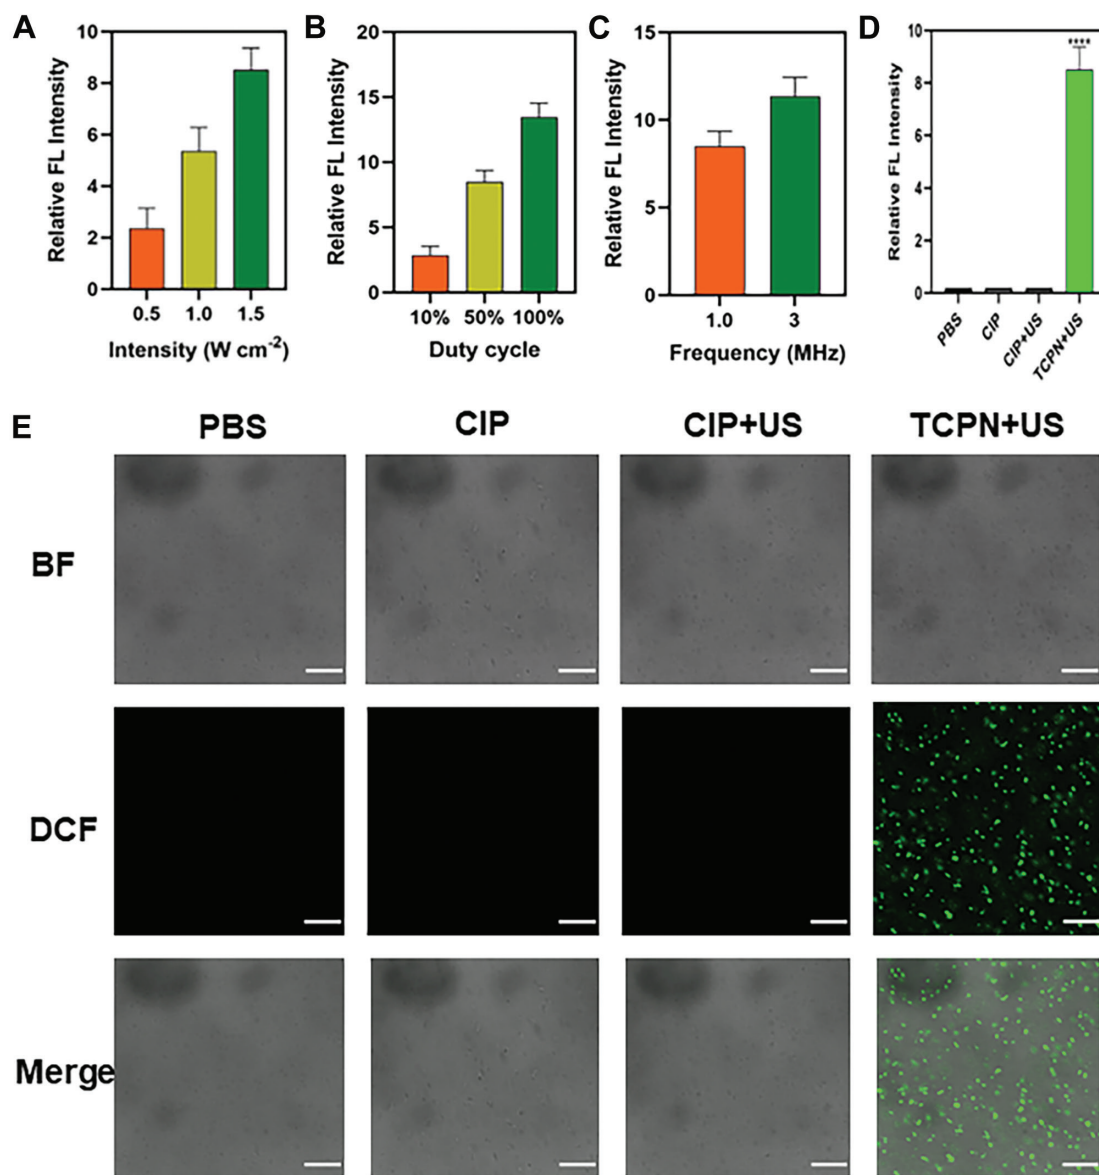 A
Relative FL Intensity
10
8
6
4
2
0
0.5 1.0 1.5
Intensity (W cm-2)
B
Relative FL Intensity
20
15
10
5
0
10% 50% 100%
Duty cycle
C
Relative FL Intensity
15
10
5
0
1.0 3
Frequency (MHz)
D
Relative FL Intensity
10
8
6
4
2
0
****
PBS
CIP
CIP+US
TCPN+US
E
PBS CIP CIP+US TCPN+US
BF
DCF
Merge